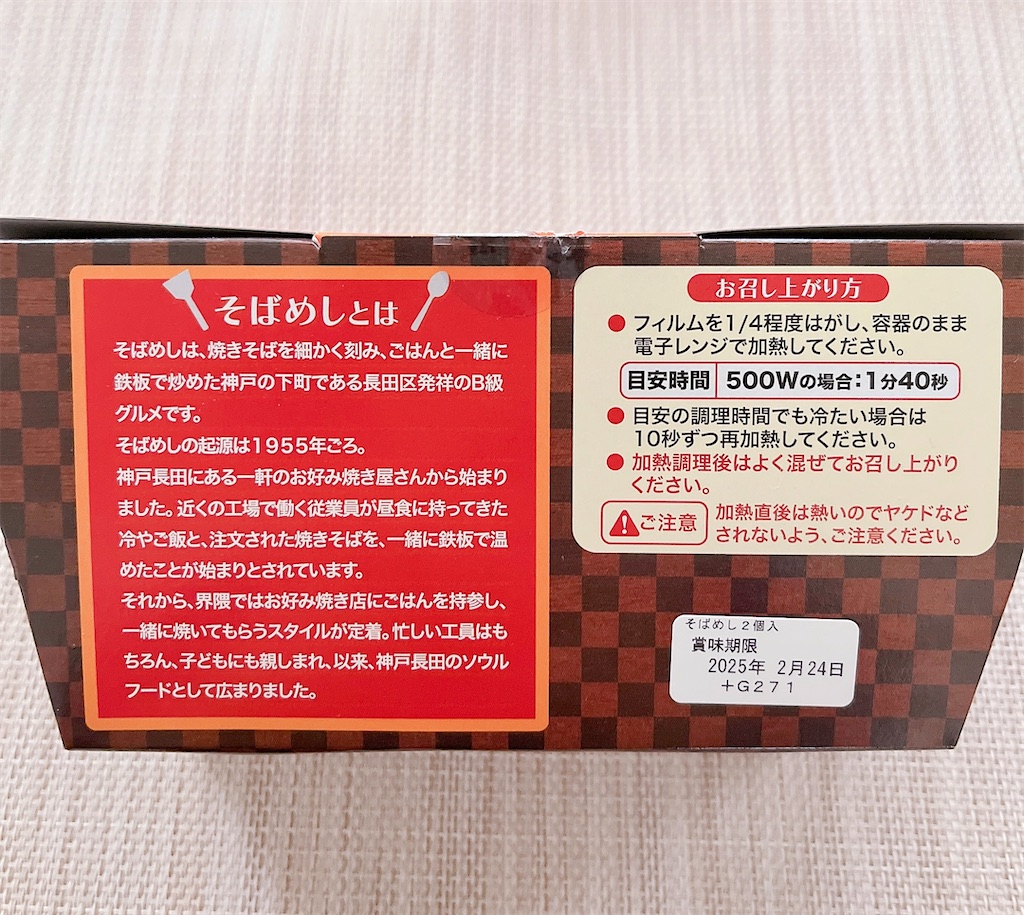 そばめしとは
そばめしは、焼きそばを細かく刻み、ごはんと一緒に
鉄板で炒めた神戸の下町である長田区発祥のB級
グルメです。
そばめしの起源は1955年ごろ。
神戸長田にある一軒のお好み焼き屋さんから始まり
ました。近くの工場で働く従業員が昼食に持ってきた
冷やご飯と、注文された焼きそばを、一緒に鉄板で温
めたことが始まりとされています。
それから、界隈ではお好み焼き店にごはんを持参し、
一緒に焼いてもらうスタイルが定着。忙しい工員はも
ちろん、子どもにも親しまれ、以来、神戸長田のソウル
フードとして広まりました。
お召し上がり方
●フィルムを1/4程度はがし、容器のまま
電子レンジで加熱してください。
目安時間 500Wの場合：1分40秒
●目安の調理時間でも冷たい場合は
10秒ずつ再加熱してください。
●加熱調理後はよく混ぜてお召し上がり
ください。
ご注意 加熱直後は熱いのでヤケドなど
されないよう、ご注意ください。
そばめし2個入
賞味期限
2025年 2月24日
+G271